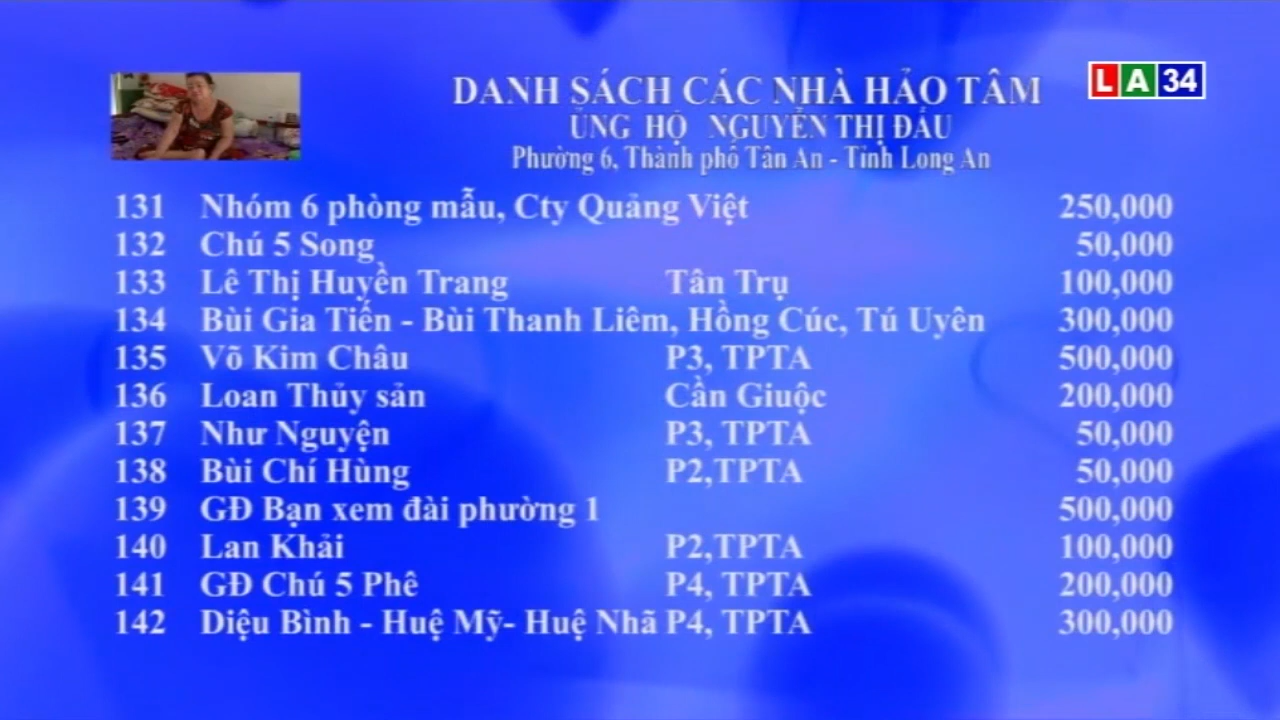 DANH SÁCH CÁC NHÀ HẢO TÂM
LA34
ỦNG HỘ NGUYỄN THỊ ĐẤU
Phường 6, Thành phố Tân An - Tỉnh Long An
131 Nhóm 6 phòng mẫu, Cty Quảng Việt 250,000
132 Chú 5 Song 50,000
133 Lê Thị Huyền Trang Tân Trụ 100,000
134 Bùi Gia Tiến - Bùi Thanh Liêm, Hồng Cúc, Tú Uyên 300,000
135 Võ Kim Châu P3, TPTA 500,000
136 Loan Thủy sản Cần Giuộc 200,000
137 Như Nguyện P3, TPTA 50,000
138 Bùi Chí Hùng P2,TPTA 50,000
139 GĐ Bạn xem đài phường 1 500,000
140 Lan Khải P2,TPTA 100,000
141 GĐ Chú 5 Phê P4, TPTA 200,000
142 Diệu Bình - Huệ Mỹ- Huệ Nhã P4, TPTA 300,000